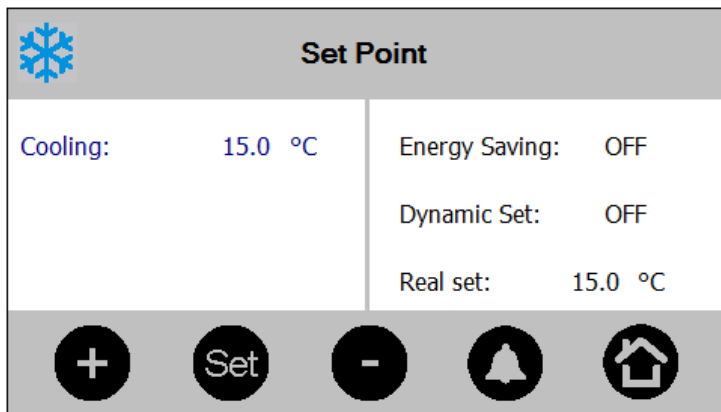 Set Point
Cooling: 15.0 °C
Energy Saving: OFF
Dynamic Set: OFF
Real set: 15.0 °C
+ Set -